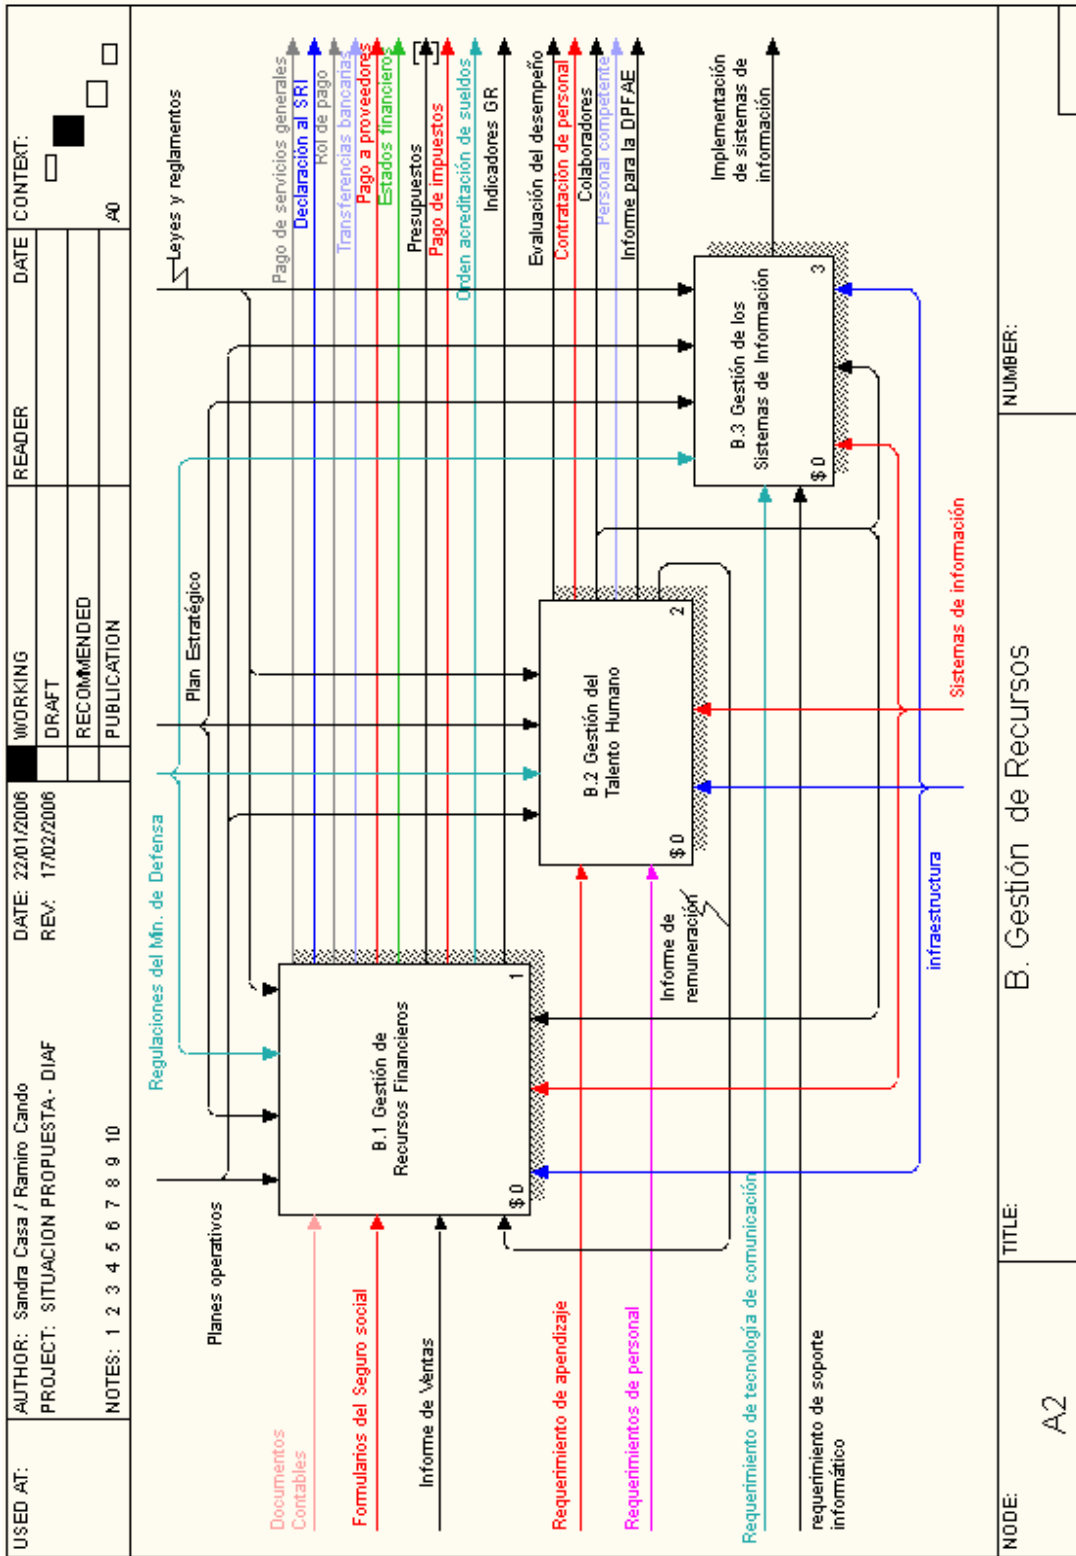 USED AT:
AUTHOR: Sandra Casa / Ramiro Cando
DATE: 22/01/2006
WORKING
READER
DATE
CONTEXT:
PROJECT: SITUACION PROPUESTA - DIAF
REV: 17/02/2006
DRAFT
RECOMMENDED
NOTES: 1 2 3 4 5 6 7 8 9 10
PUBLICATION
A0
Planes operativos
Regulaciones del Min. de Defensa
Plan Estratégico
Leyes y reglamentos
Documentos
Contables
Formularios del Seguro social
Informe de Ventas
B.1 Gestión de
Recursos Financieros
$ 0
1
Pago de servicios generales
Declaración al SRI
Rol de pago
Transferencias bancarias
Pago a proveedores
Estados financieros
Presupuestos
Pago de impuestos
Orden acreditación de sueldos
Indicadores GR
Requerimiento de apendizaje
Requerimientos de personal
B.2 Gestión del
Talento Humano
$ 0
2
Evaluación del desempeño
Contratación de personal
Colaboradores
Personal competente
Informe para la DPFAE
Informe de
remuneración
Requerimiento de tecnología de comunicación
requerimiento de soporte
informático
B.3 Gestión de los
Sistemas de Información
$ 0
3
Implementación
de sistemas de
información
infraestructura
Sistemas de información
NODE:
TITLE:
NUMBER:
A2
B. Gestión de Recursos